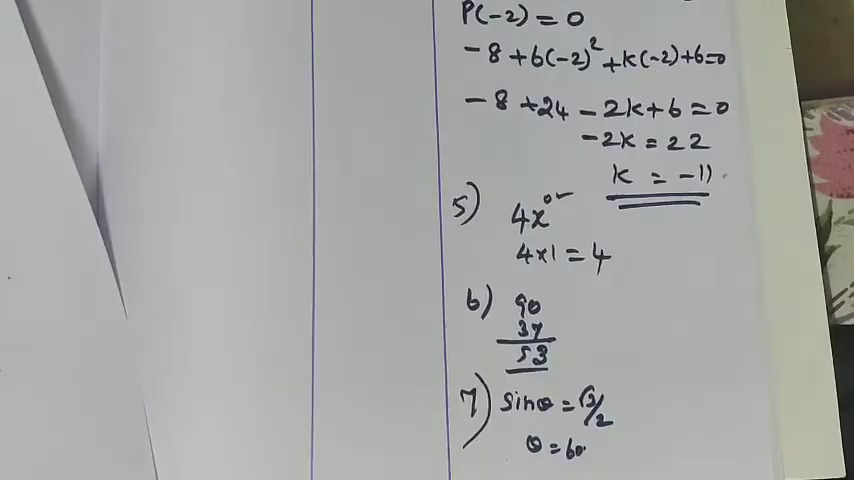 P(-2) = 0
-8 + 6(-2)² + k(-2) + 6 = 0
-8 + 24 - 2k + 6 = 0
-2k = 22
k = -11
5) 4x⁰
4×1 = 4
6) 90
37
53
7) sinθ = √3/2
θ = 60